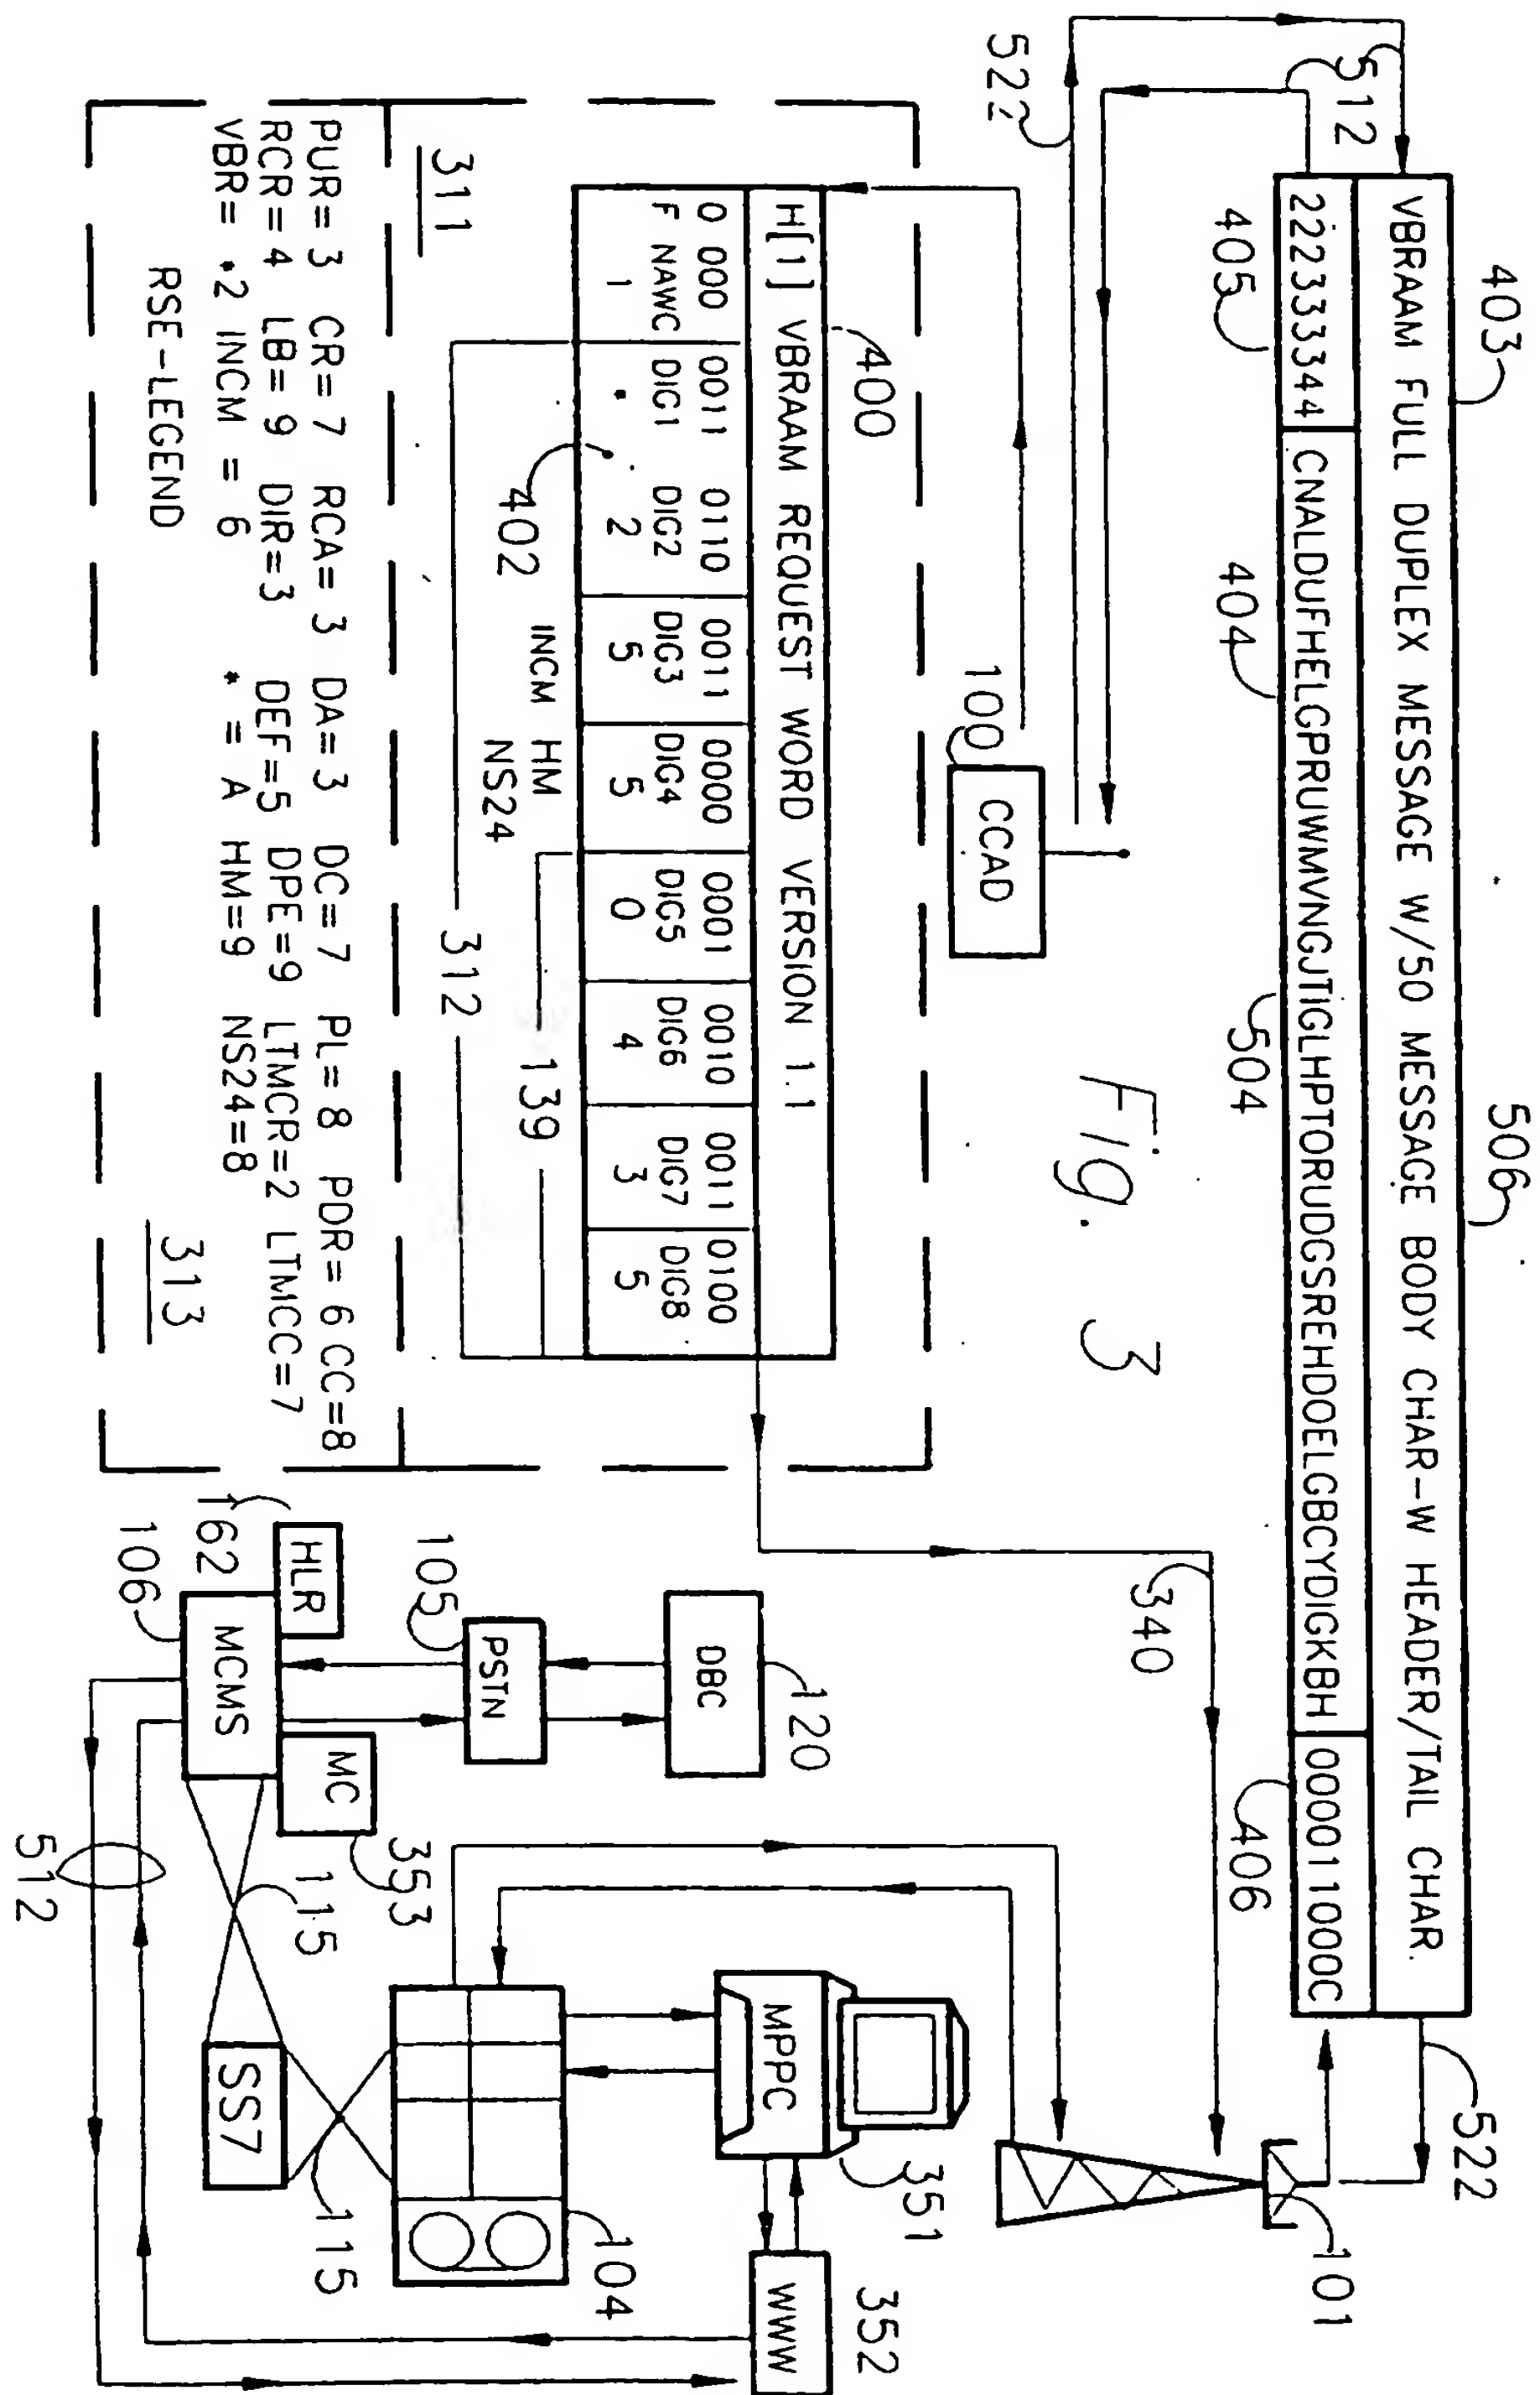 403
506
VBRAAM FULL DUPLEX MESSAGE W/50 MESSAGE BODY CHAR-W HEADER/TAIL CHAR.
222333344 CNALDUFHELGPRUWMVNGJTIGLHPTORUDGSREHDOELGBCYDIGKBH 000011000C
512
405
404
504
406
522
522
100
CCAD
Fig. 3
340
101
400
H[1] VBRAAM REQUEST WORD VERSION 1.1
0 000 0011 0110 0011 0000 0001 0010 0011 0100
F NAWC DIG1 DIG2 DIG3 DIG4 DIG5 DIG6 DIG7 DIG8
1 * 2 5 5 0 4 3 5
402
INCM HM
NS24
139
312
311
PUR=3 CR=7 RCA=3 DA=3 DC=7 PL=8 PDR=6 CC=8
RCR=4 LB=9 DIR=3 DEF=5 DPE=9 LTMCR=2 LTMCC=7
VBR= *2 INCM = 6 * = A HM=9 NS24=8
RSE-LEGEND
313
DBC
120
MPPC
351
WWW
352
PSTN
105
104
HLR
162
MCMS
106
MC
353
115
115
SS7
512